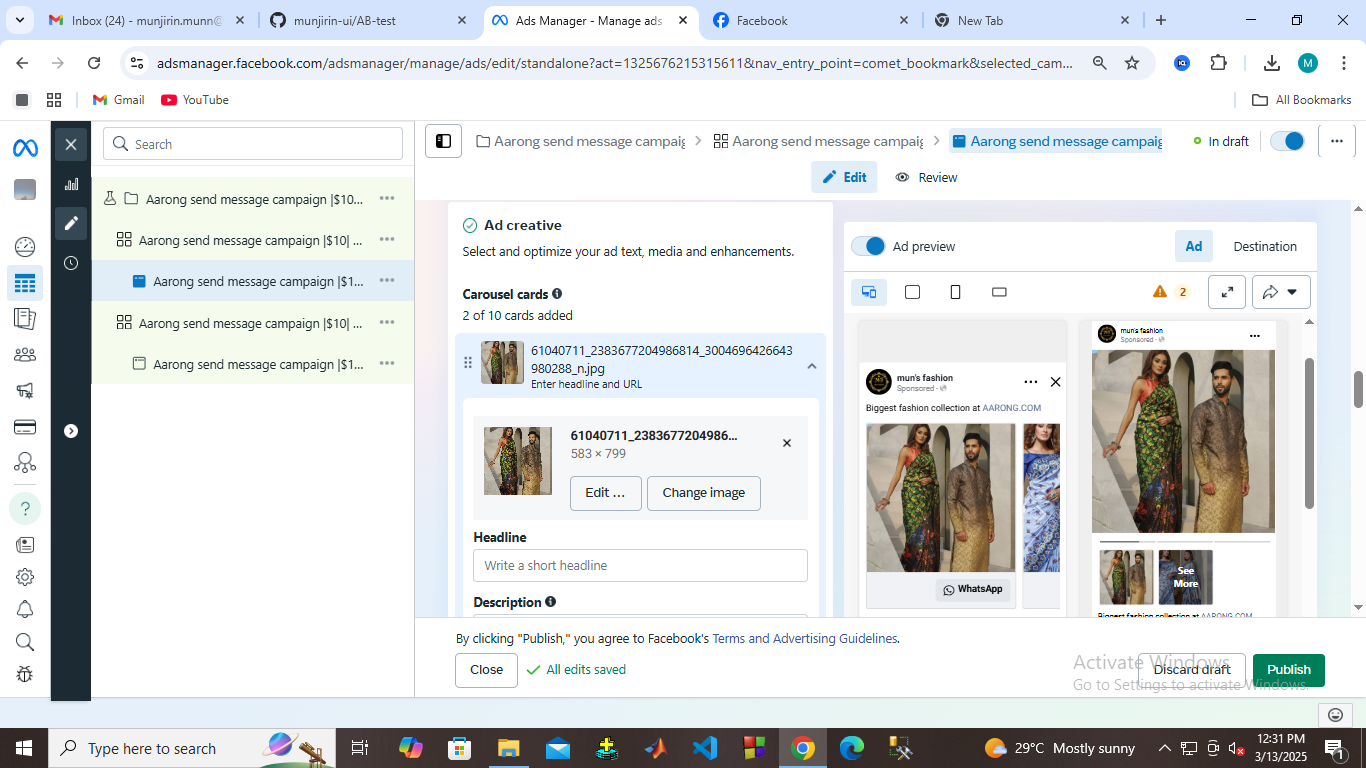 Inbox (24) - munjirin.munn@
munjirin-ui/AB-test
Ads Manager - Manage ads
Facebook
New Tab
adsmanager.facebook.com/adsmanager/manage/ads/edit/standalone?act=1325676215315611&nav_entry_point=comet_bookmark&selected_cam...
M
Gmail
YouTube
All Bookmarks
Search
Aarong send message campaign |$10...
Aarong send message campaign |$10| ...
Aarong send message campaign |$1...
Aarong send message campaign |$10| ...
Aarong send message campaign |$1...
Aarong send message campaig
Aarong send message campaig
Aarong send message campaig
In draft
Edit
Review
Ad creative
Select and optimize your ad text, media and enhancements.
Carousel cards
2 of 10 cards added
61040711_2383677204986814_3004696426643
980288_n.jpg
Enter headline and URL
61040711_2383677204986...
583 × 799
Edit ...
Change image
Headline
Write a short headline
Description
Ad preview
Ad
Destination
2
mun's fashion
Sponsored ·
Biggest fashion collection at AARONG.COM
WhatsApp
mun's fashion
Sponsored ·
See
More
Biggest fashion collection at AARONG.COM
By clicking "Publish," you agree to Facebook's Terms and Advertising Guidelines.
Close
All edits saved
Discard draft
Publish
Activate Windows
Go to Settings to activate Windows.
Type here to search
29°C Mostly sunny
12:31 PM
3/13/2025
1